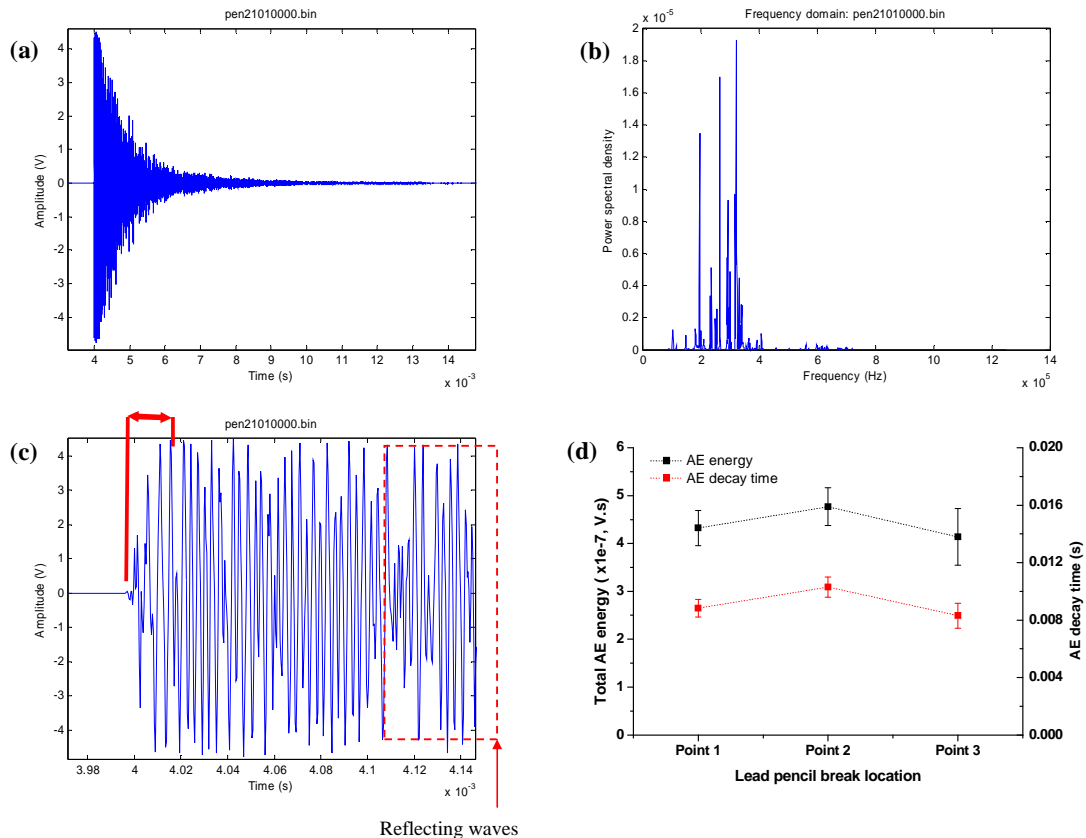 (a)
pen21010000.bin
Amplitude (V)
4
3
2
1
0
-1
-2
-3
-4
4 5 6 7 8 9 10 11 12 13 14
Time (s)
x 10⁻³
(b)
Frequency domain: pen21010000.bin
x 10⁻⁵
Power spectral density
2
1.8
1.6
1.4
1.2
1
0.8
0.6
0.4
0.2
0
0 2 4 6 8 10 12 14
Frequency (Hz)
x 10⁵
(c)
pen21010000.bin
Amplitude (V)
4
3
2
1
0
-1
-2
-3
-4
3.98 4 4.02 4.04 4.06 4.08 4.1 4.12 4.14
Time (s)
x 10⁻³
Reflecting waves
(d)
AE energy
AE decay time
Total AE energy ( x1e-7, V.s)
6
5
4
3
2
1
0
0.020
0.016
0.012
0.008
0.004
0.000
AE decay time (s)
Point 1 Point 2 Point 3
Lead pencil break location